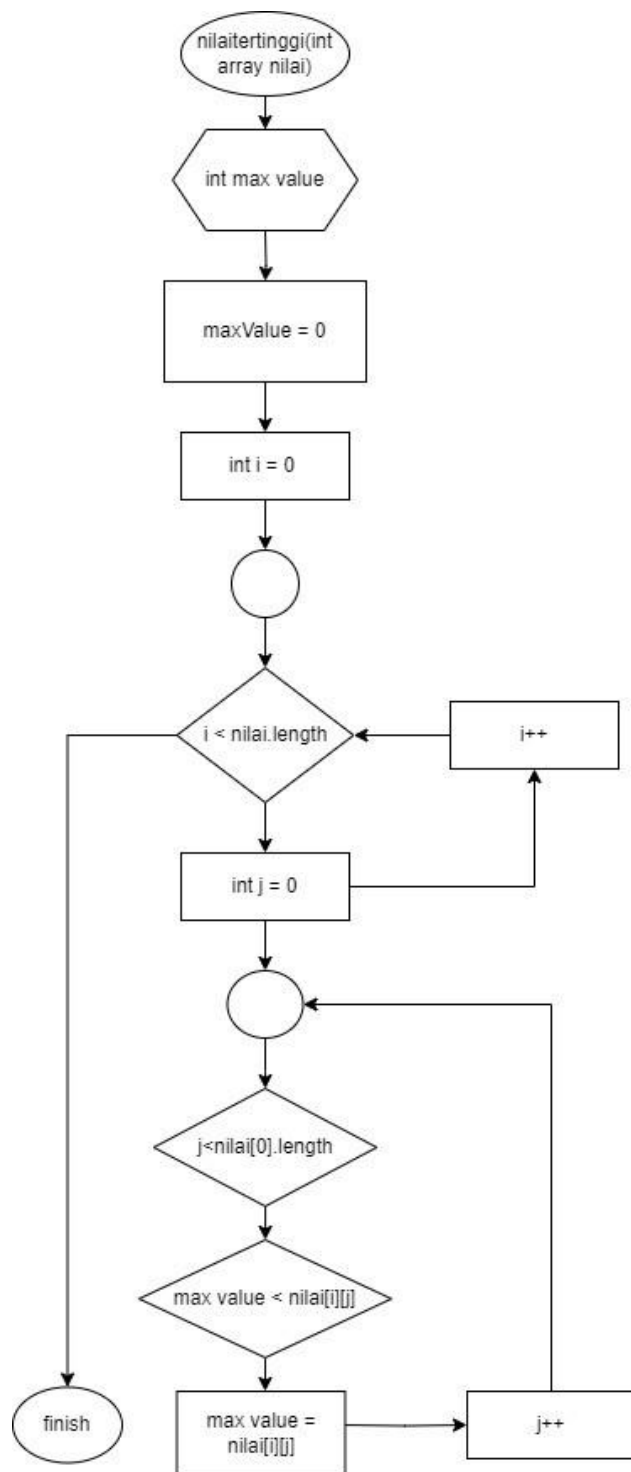 nilaitertinggi(int
array nilai)
int max value
maxValue = 0
int i = 0
i < nilai.length
i++
int j = 0
j<nilai[0].length
max value < nilai[i][j]
finish
max value =
nilai[i][j]
j++